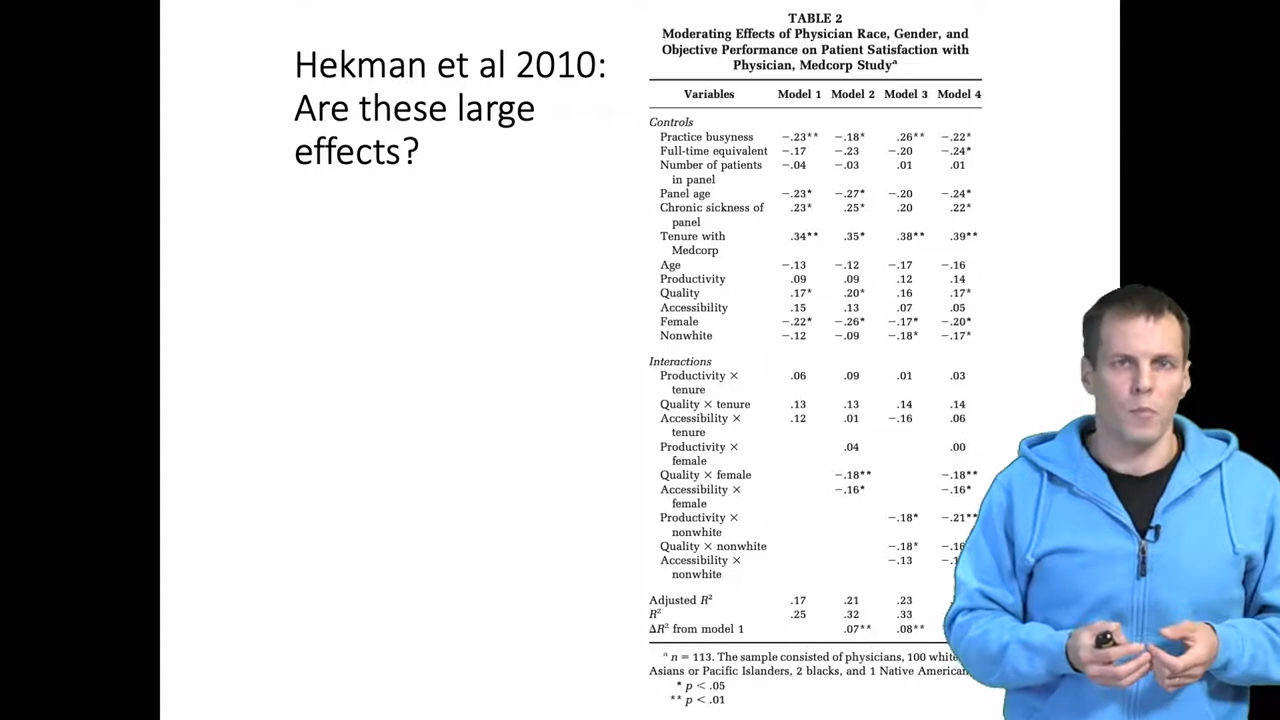 Hekman et al 2010:
Are these large
effects?
TABLE 2
Moderating Effects of Physician Race, Gender, and
Objective Performance on Patient Satisfaction with
Physician, Medcorp Studyᵃ
Variables Model 1 Model 2 Model 3 Model 4
Controls
Practice busyness −.23** −.18* .26** −.22*
Full-time equivalent −.17 −.23 −.20 −.24*
Number of patients −.04 −.03 .01 .01
in panel
Panel age −.23* −.27* −.20 −.24*
Chronic sickness of .23* .25* .20 .22*
panel
Tenure with .34** .35* .38** .39**
Medcorp
Age −.13 −.12 −.17 −.16
Productivity .09 .09 .12 .14
Quality .17* .20* .16 .17*
Accessibility .15 .13 .07 .05
Female −.22* −.26* −.17* −.20*
Nonwhite −.12 −.09 −.18* −.17*
Interactions
Productivity × .06 .09 .01 .03
tenure
Quality × tenure .13 .13 .14 .14
Accessibility × .12 .01 −.16 .06
tenure
Productivity × .04 .00
female
Quality × female −.18** −.18**
Accessibility × −.16* −.16*
female
Productivity × −.18* −.21**
nonwhite
Quality × nonwhite −.18* −.16
Accessibility × −.13
nonwhite
Adjusted R² .17 .21 .23
R² .25 .32 .33
ΔR² from model 1 .07** .08**
ᵃ n = 113. The sample consisted of physicians, 100 white
Asians or Pacific Islanders, 2 blacks, and 1 Native American
* p < .05
** p < .01